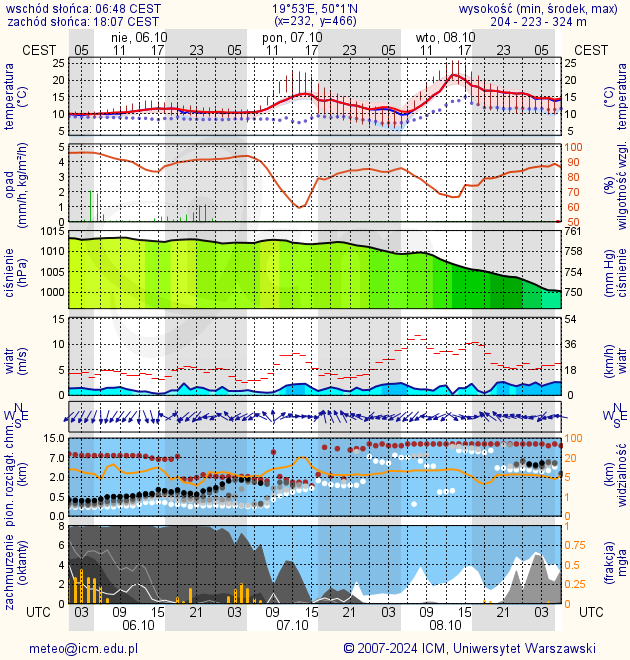 wschód słońca: 06:48 CEST
zachód słońca: 18:07 CEST
19°53'E, 50°1'N
(x=232, y=466)
wysokość (min, środek, max)
204 - 223 - 324 m
nie, 06.10 pon, 07.10 wto, 08.10
CEST 05 11 17 23 05 11 17 23 05 11 17 23 05 CEST
temperatura (°C)
25 20 15 10 5
25 20 15 10 5
(°C) temperatura
opad (mm/h, kg/m²/h)
5 4 3 2 1 0
100 90 80 70 60 50
(%) wilgotność wzgl.
ciśnienie (hPa)
1015 1010 1005 1000
761 758 754 750
(mm Hg) ciśnienie
wiatr (m/s)
15 10 5 0
54 36 18 0
(km/h) wiatr
N W E S
N W E S
pion. rozciągł. chm. (km)
15.0 7.0 2.0 0.5 0.0
100 20 5 1 0
(km) widzialność
zachmurzenie (oktanty)
8 6 4 2 0
1 0.75 0.5 0.25 0
(frakcja) mgła
UTC 03 09 15 21 03 09 15 21 03 09 15 21 03 UTC
06.10 07.10 08.10
meteo@icm.edu.pl
© 2007-2024 ICM, Uniwersytet Warszawski